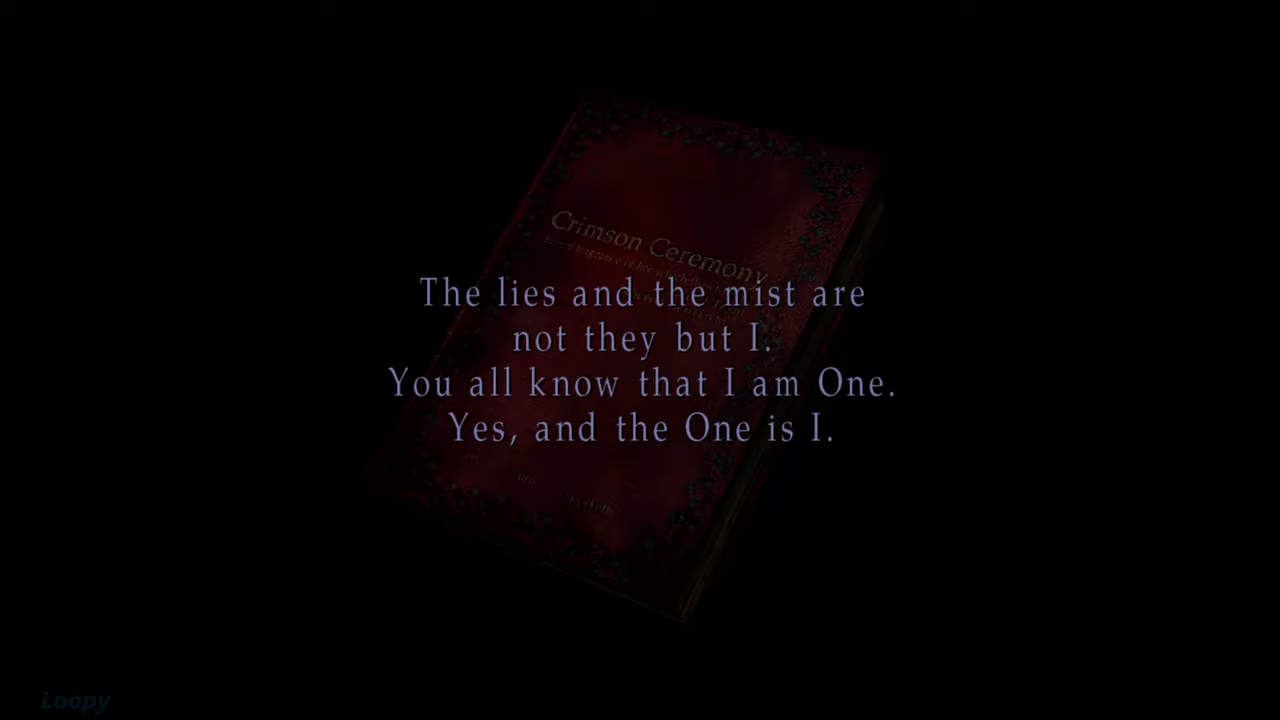 Crimson Ceremony
The lies and the mist are
not they but I.
You all know that I am One.
Yes, and the One is I.
Loopy